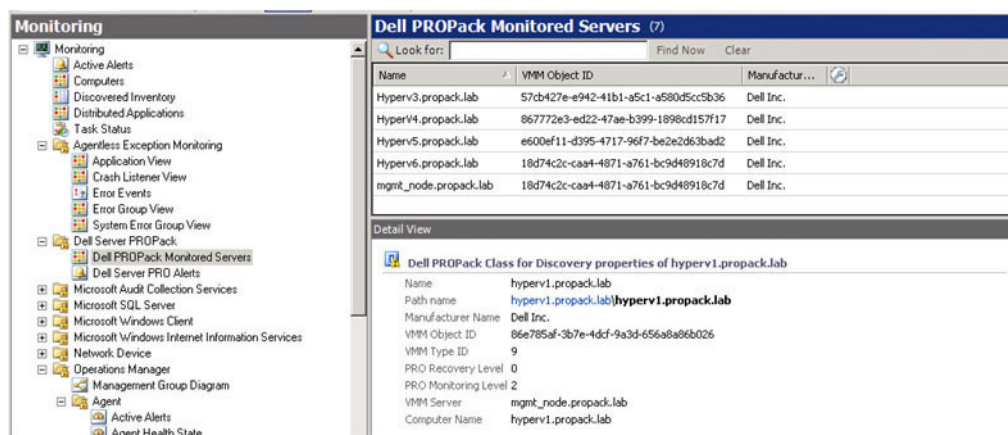 Monitoring
Monitoring
Active Alerts
Computers
Discovered Inventory
Distributed Applications
Task Status
Agentless Exception Monitoring
Application View
Crash Listener View
Error Events
Error Group View
System Error Group View
Dell Server PROPack
Dell PROPack Monitored Servers
Dell Server PRO Alerts
Microsoft Audit Collection Services
Microsoft SQL Server
Microsoft Windows Client
Microsoft Windows Internet Information Services
Network Device
Operations Manager
Management Group Diagram
Agent
Active Alerts
Agent Health State
Dell PROPack Monitored Servers (7)
Look for: Find Now Clear
Name VMM Object ID Manufactur...
Hyperv3.propack.lab 57cb427e-e942-41b1-a5c1-a580d5cc5b36 Dell Inc.
HyperV4.propack.lab 867772e3-ed22-47ae-b399-1898cd157f17 Dell Inc.
Hyperv5.propack.lab e600ef11-d395-4717-96f7-be2e2d63bad2 Dell Inc.
Hyperv6.propack.lab 18d74c2c-caa4-4871-a761-bc9d48918c7d Dell Inc.
mgmt_node.propack.lab 18d74c2c-caa4-4871-a761-bc9d48918c7d Dell Inc.
Detail View
Dell PROPack Class for Discovery properties of hyperv1.propack.lab
Name hyperv1.propack.lab
Path name hyperv1.propack.lab\hyperv1.propack.lab
Manufacturer Name Dell Inc.
VMM Object ID 86e785af-3b7e-4dcf-9a3d-656a8a86b026
VMM Type ID 9
PRO Recovery Level 0
PRO Monitoring Level 2
VMM Server mgmt_node.propack.lab
Computer Name hyperv1.propack.lab